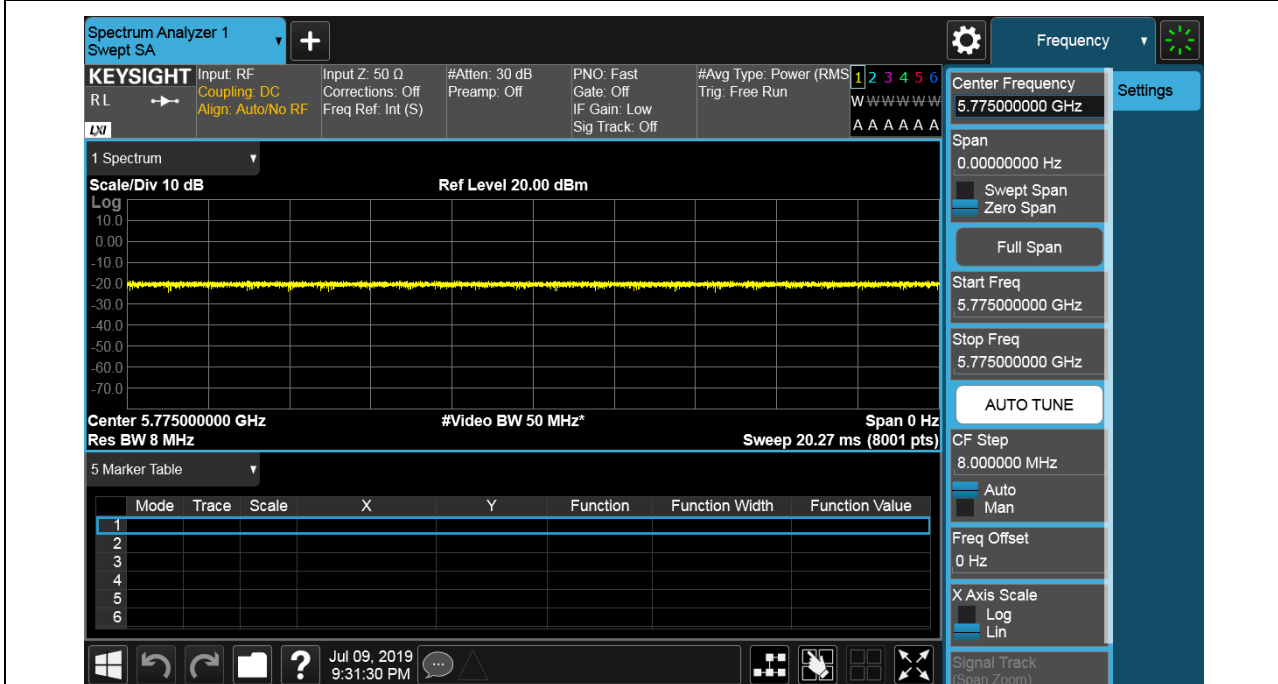 Spectrum Analyzer 1
Swept SA
+
Frequency
KEYSIGHT
RL
LXI
Input: RF
Coupling: DC
Align: Auto/No RF
Input Z: 50 Ω
Corrections: Off
Freq Ref: Int (S)
#Atten: 30 dB
Preamp: Off
PNO: Fast
Gate: Off
IF Gain: Low
Sig Track: Off
#Avg Type: Power (RMS
Trig: Free Run
1 2 3 4 5 6
W W W W W W
A A A A A A
1 Spectrum
Scale/Div 10 dB
Ref Level 20.00 dBm
Log
10.0
0.00
-10.0
-20.0
-30.0
-40.0
-50.0
-60.0
-70.0
Center 5.775000000 GHz
#Video BW 50 MHz*
Span 0 Hz
Res BW 8 MHz
Sweep 20.27 ms (8001 pts)
5 Marker Table
Mode Trace Scale X Y Function Function Width Function Value
1
2
3
4
5
6
?
Jul 09, 2019
9:31:30 PM
Center Frequency
5.775000000 GHz
Settings
Span
0.00000000 Hz
Swept Span
Zero Span
Full Span
Start Freq
5.775000000 GHz
Stop Freq
5.775000000 GHz
AUTO TUNE
CF Step
8.000000 MHz
Auto
Man
Freq Offset
0 Hz
X Axis Scale
Log
Lin
Signal Track
(Span Zoom)